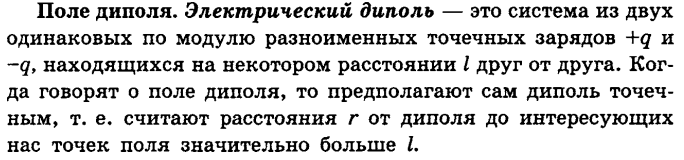 Поле диполя. Электрический диполь — это система из двух
одинаковых по модулю разноименных точечных зарядов +q и
−q, находящихся на некотором расстоянии l друг от друга. Ког-
да говорят о поле диполя, то предполагают сам диполь точеч-
ным, т. е. считают расстояния r от диполя до интересующих
нас точек поля значительно больше l.